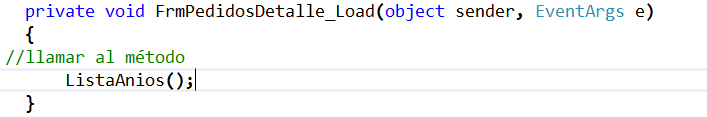 private void FrmPedidosDetalle_Load(object sender, EventArgs e)
{
//llamar al método
ListaAnios();
}